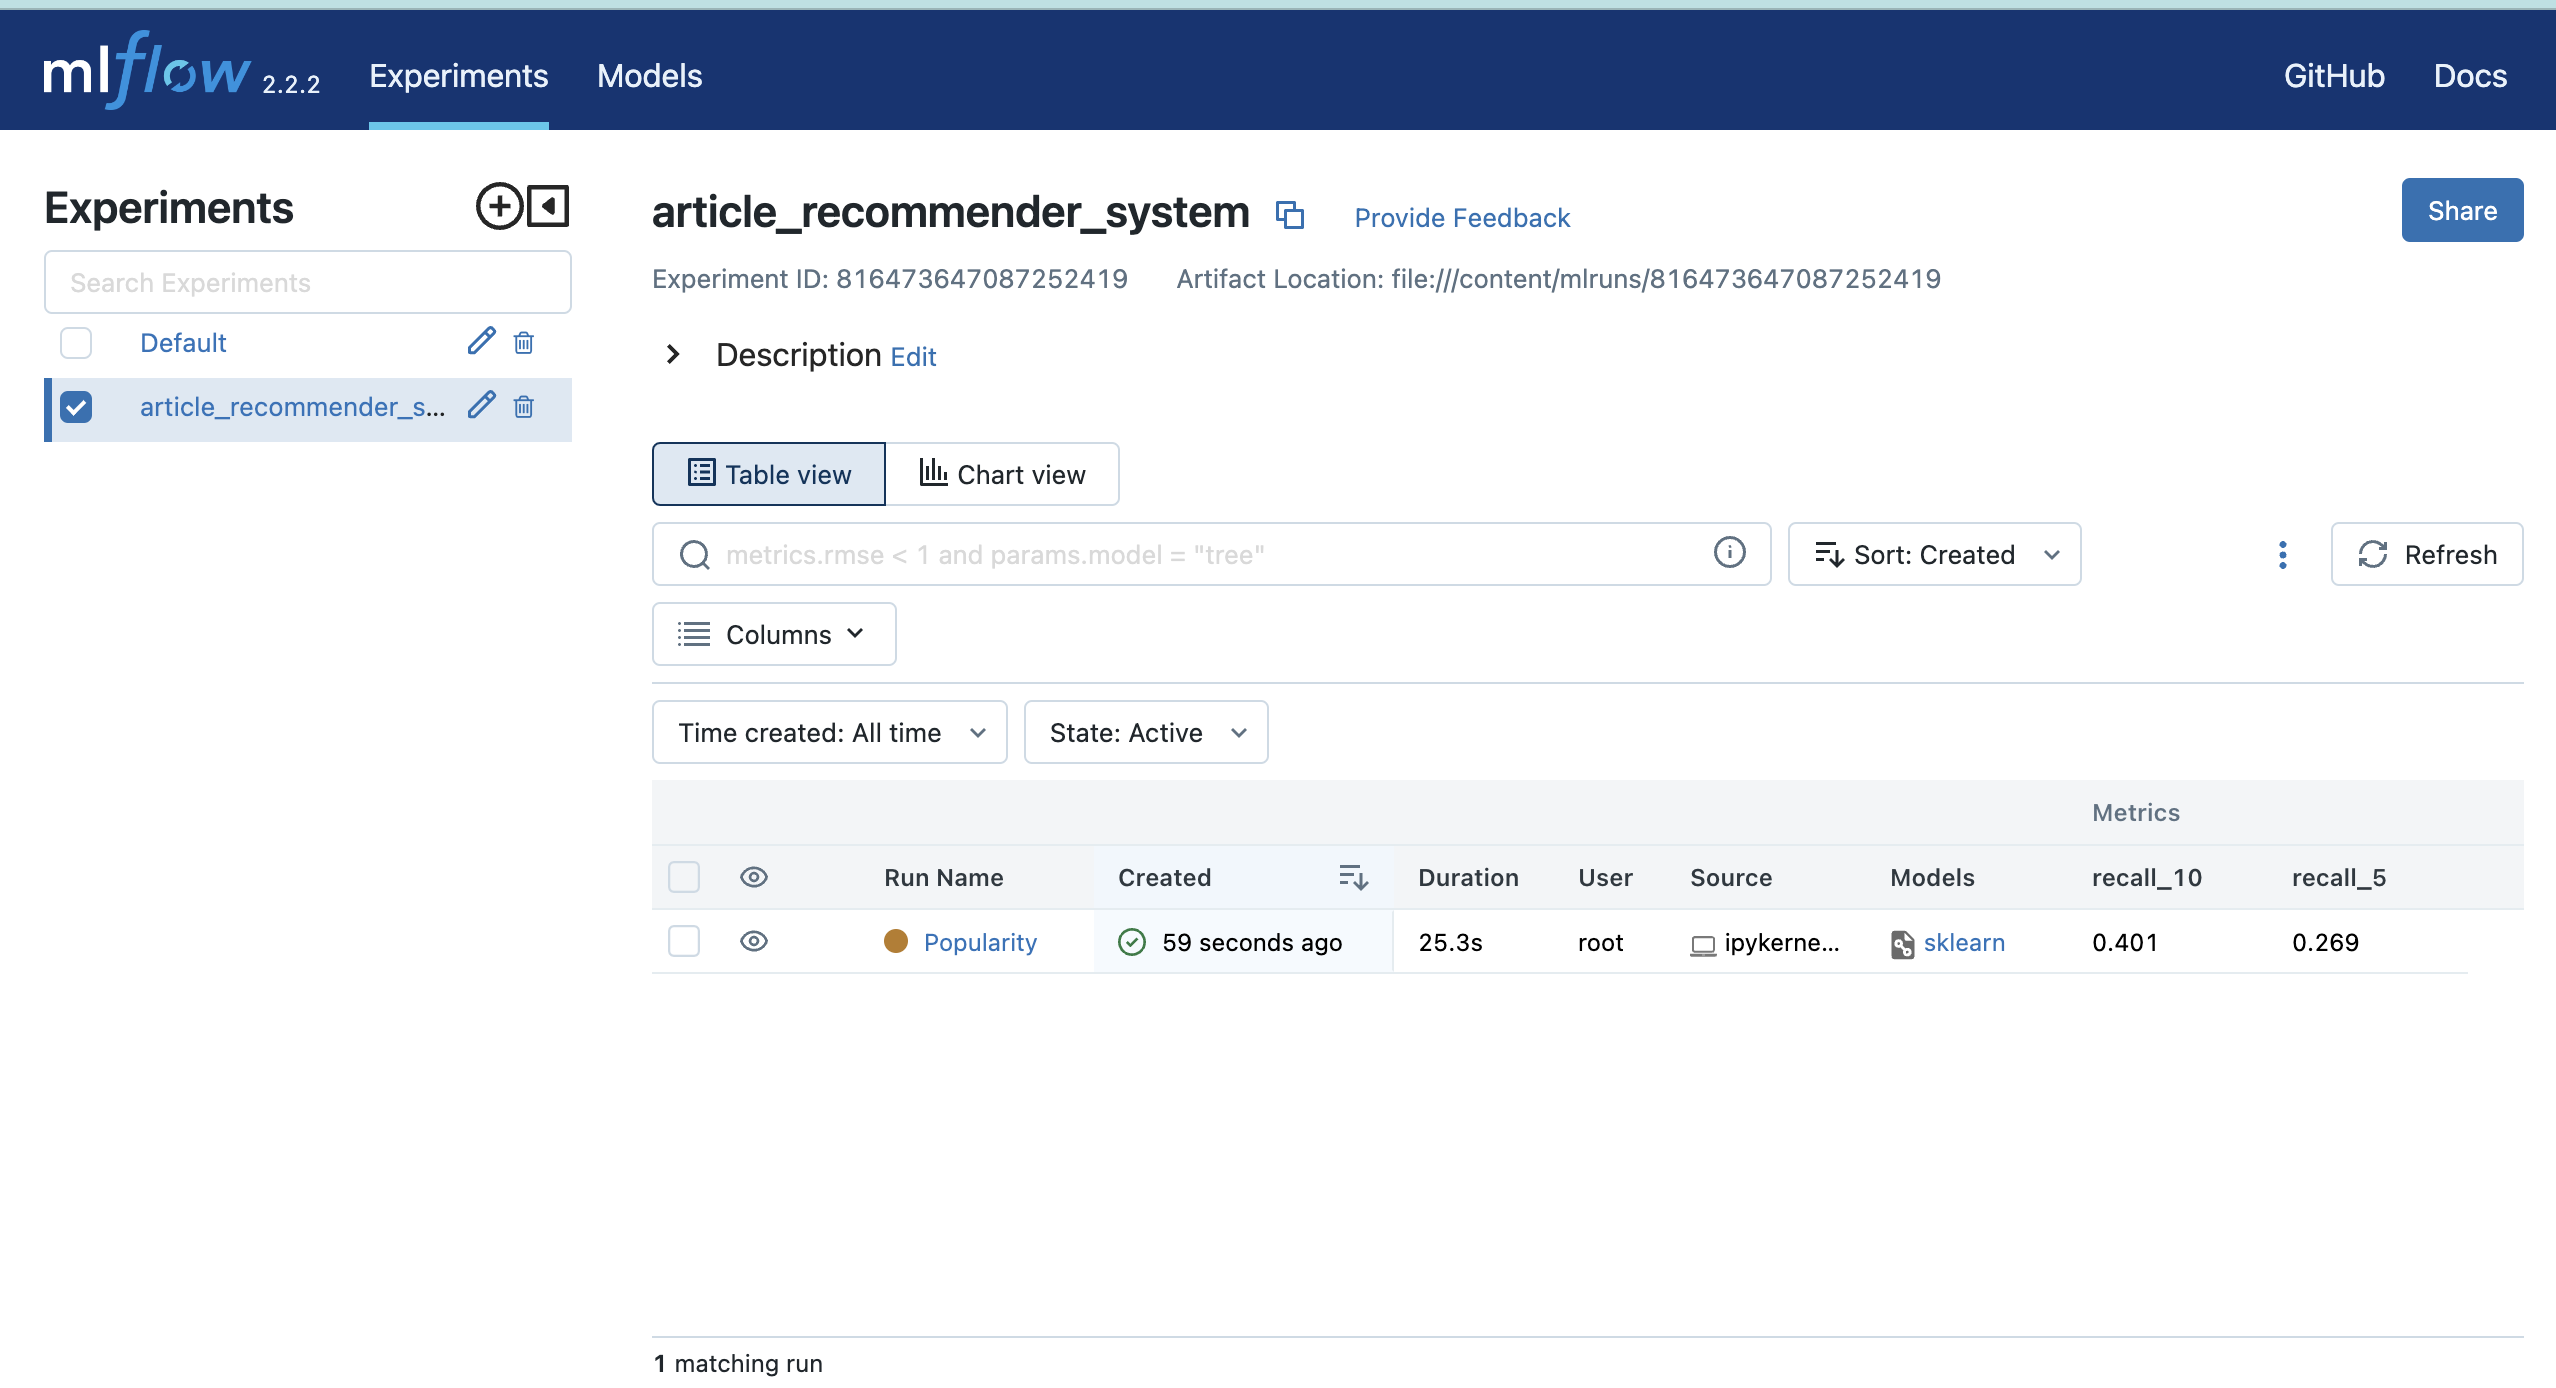 mlflow 2.2.2 Experiments Models GitHub Docs
Experiments
Search Experiments
Default
article_recommender_s...
article_recommender_system Provide Feedback Share
Experiment ID: 816473647087252419 Artifact Location: file:///content/mlruns/816473647087252419
Description Edit
Table view Chart view
metrics.rmse < 1 and params.model = "tree" Sort: Created Refresh
Columns
Time created: All time State: Active
Metrics
Run Name Created Duration User Source Models recall_10 recall_5
Popularity 59 seconds ago 25.3s root ipykerne... sklearn 0.401 0.269
1 matching run